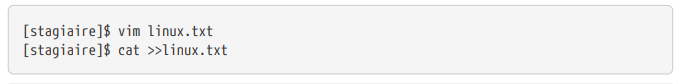 [stagiaire]$ vim linux.txt
[stagiaire]$ cat >>linux.txt